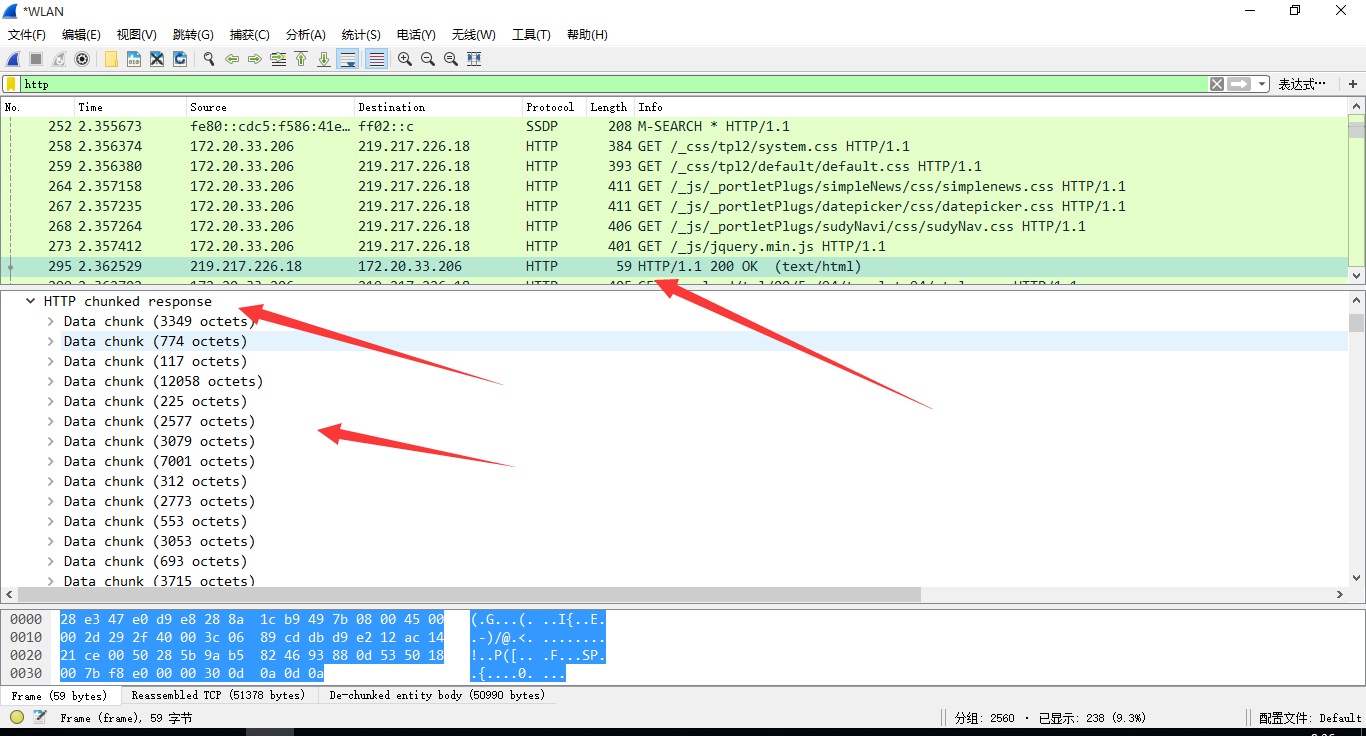 *WLAN
文件(F) 编辑(E) 视图(V) 跳转(G) 捕获(C) 分析(A) 统计(S) 电话(Y) 无线(W) 工具(T) 帮助(H)
http 表达式… +
No. Time Source Destination Protocol Length Info
252 2.355673 fe80::cdc5:f586:41e… ff02::c SSDP 208 M-SEARCH * HTTP/1.1
258 2.356374 172.20.33.206 219.217.226.18 HTTP 384 GET /_css/tpl2/system.css HTTP/1.1
259 2.356380 172.20.33.206 219.217.226.18 HTTP 393 GET /_css/tpl2/default/default.css HTTP/1.1
264 2.357158 172.20.33.206 219.217.226.18 HTTP 411 GET /_js/_portletPlugs/simpleNews/css/simplenews.css HTTP/1.1
267 2.357235 172.20.33.206 219.217.226.18 HTTP 411 GET /_js/_portletPlugs/datepicker/css/datepicker.css HTTP/1.1
268 2.357264 172.20.33.206 219.217.226.18 HTTP 406 GET /_js/_portletPlugs/sudyNavi/css/sudyNav.css HTTP/1.1
273 2.357412 172.20.33.206 219.217.226.18 HTTP 401 GET /_js/jquery.min.js HTTP/1.1
295 2.362529 219.217.226.18 172.20.33.206 HTTP 59 HTTP/1.1 200 OK (text/html)
HTTP chunked response
Data chunk (3349 octets)
Data chunk (774 octets)
Data chunk (117 octets)
Data chunk (12058 octets)
Data chunk (225 octets)
Data chunk (2577 octets)
Data chunk (3079 octets)
Data chunk (7001 octets)
Data chunk (312 octets)
Data chunk (2773 octets)
Data chunk (553 octets)
Data chunk (3053 octets)
Data chunk (693 octets)
Data chunk (3715 octets)
0000 28 e3 47 e0 d9 e8 28 8a 1c b9 49 7b 08 00 45 00 (.G...(. ..I{..E.
0010 00 2d 29 2f 40 00 3c 06 89 cd db d9 e2 12 ac 14 .-)/@.<. ........
0020 21 ce 00 50 28 5b 9a b5 82 46 93 88 0d 53 50 18 !..P([.. .F...SP.
0030 00 7b f8 e0 00 00 30 0d 0a 0d 0a .{....0. ...
Frame (59 bytes) Reassembled TCP (51378 bytes) De-chunked entity body (50990 bytes)
Frame (frame), 59 字节 分组: 2560 · 已显示: 238 (9.3%) 配置文件: Default